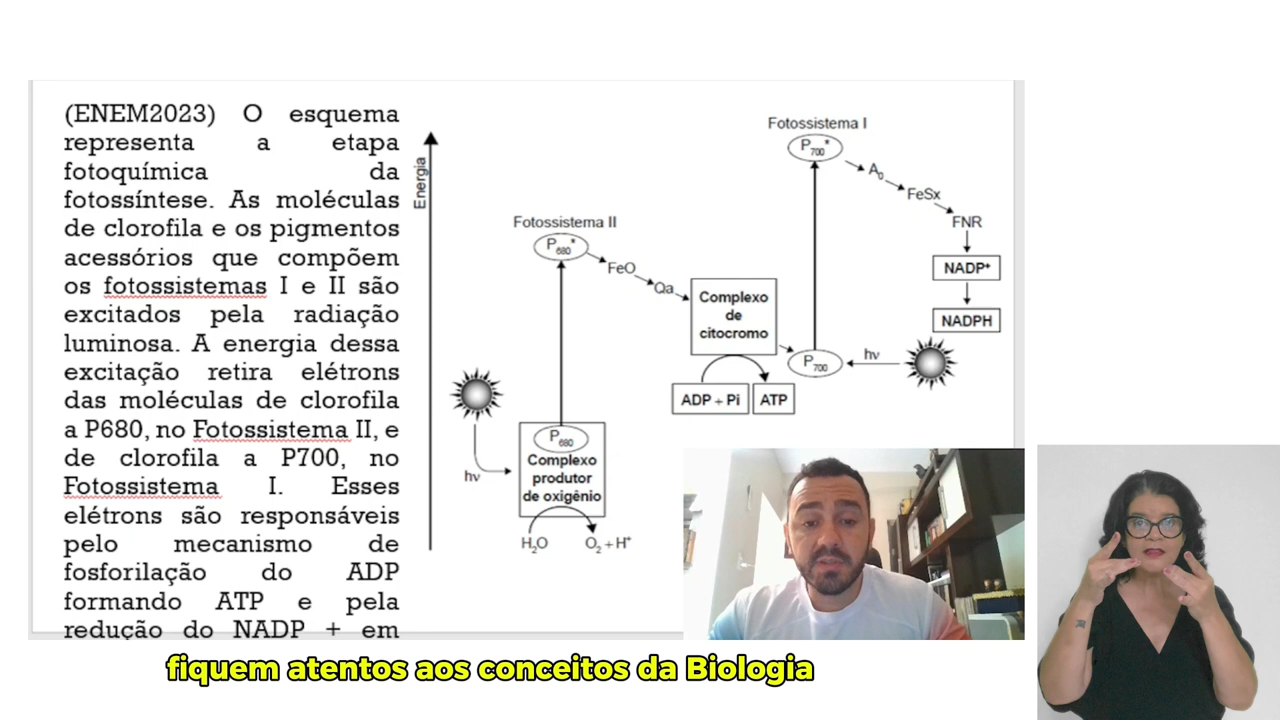 (ENEM2023) O esquema
representa a etapa
fotoquímica da
fotossíntese. As moléculas
de clorofila e os pigmentos
acessórios que compõem
os fotossistemas I e II são
excitados pela radiação
luminosa. A energia dessa
excitação retira elétrons
das moléculas de clorofila
a P680, no Fotossistema II, e
de clorofila a P700, no
Fotossistema I. Esses
elétrons são responsáveis
pelo mecanismo de
fosforilação do ADP
formando ATP e pela
redução do NADP + em
Energia
Fotossistema II
P680*
FeO
Qa
Complexo
de
citocromo
ADP + Pi
ATP
hν
P680
Complexo
produtor
de oxigênio
H2O
O2 + H+
Fotossistema I
P700*
A0
FeSx
FNR
NADP+
NADPH
P700
hν
fiquem atentos aos conceitos da Biologia